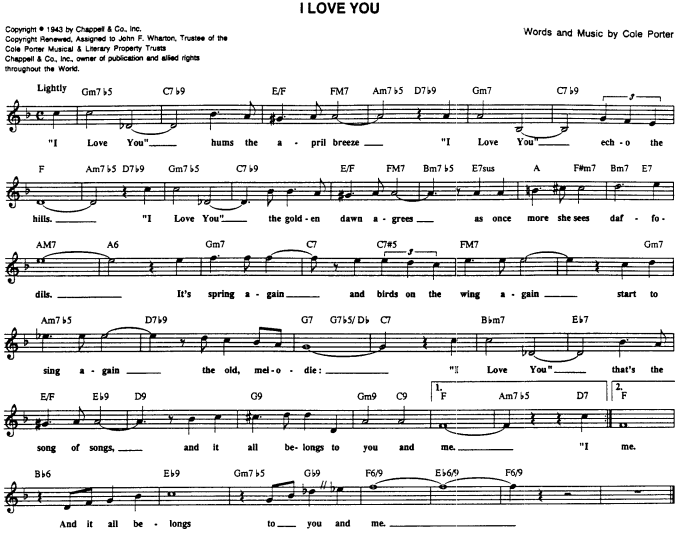 I LOVE YOU
Copyright © 1943 by Chappell & Co., Inc.
Copyright Renewed, Assigned to John F. Wharton, Trustee of the
Cole Porter Musical & Literary Property Trusts
Chappell & Co., Inc., owner of publication and allied rights
throughout the World.
Words and Music by Cole Porter
Lightly
Gm7♭5 C7♭9 E/F FM7 Am7♭5 D7♭9 Gm7 C7♭9
3
"I Love You" hums the a - pril breeze "I Love You" ech - o the
F Am7♭5 D7♭9 Gm7♭5 C7♭9 E/F FM7 Bm7♭5 E7sus A F#m7 Bm7 E7
hills. "I Love You" the gold - en dawn a - grees as once more she sees daf - fo-
AM7 A6 Gm7 C7 C7#5 FM7 Gm7
3
dils. It's spring a - gain and birds on the wing a - gain start to
Am7♭5 D7♭9 G7 G7♭5/D♭ C7 B♭m7 E♭7
sing a - gain the old, mel - o - die : "I Love You" that's the
E/F E♭9 D9 G9 Gm9 C9 1. F Am7♭5 D7 2. F
song of songs, and it all be - longs to you and me. "I me.
B♭6 E♭9 Gm7♭5 G♭9 F6/9 E♭6/9 F6/9
And it all be - longs to you and me.